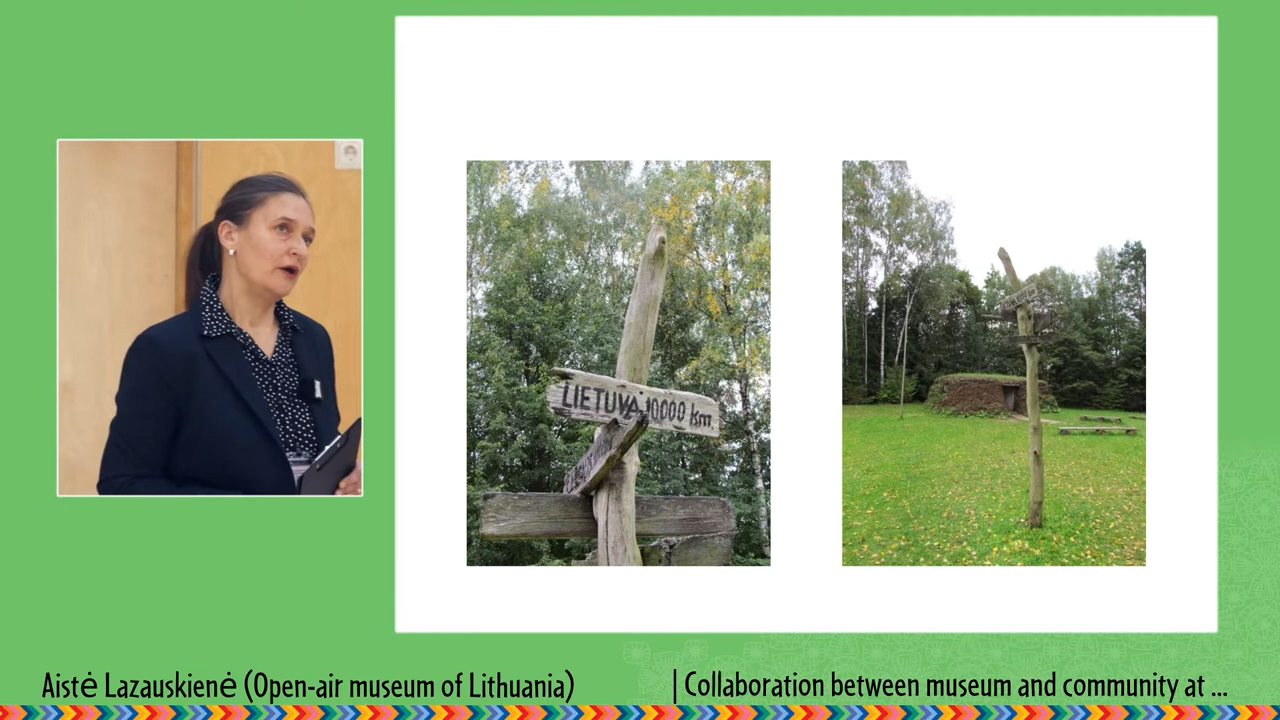 LIETUVA 10000 km
Aistė Lazauskienė (Open-air museum of Lithuania)
| Collaboration between museum and community at ...